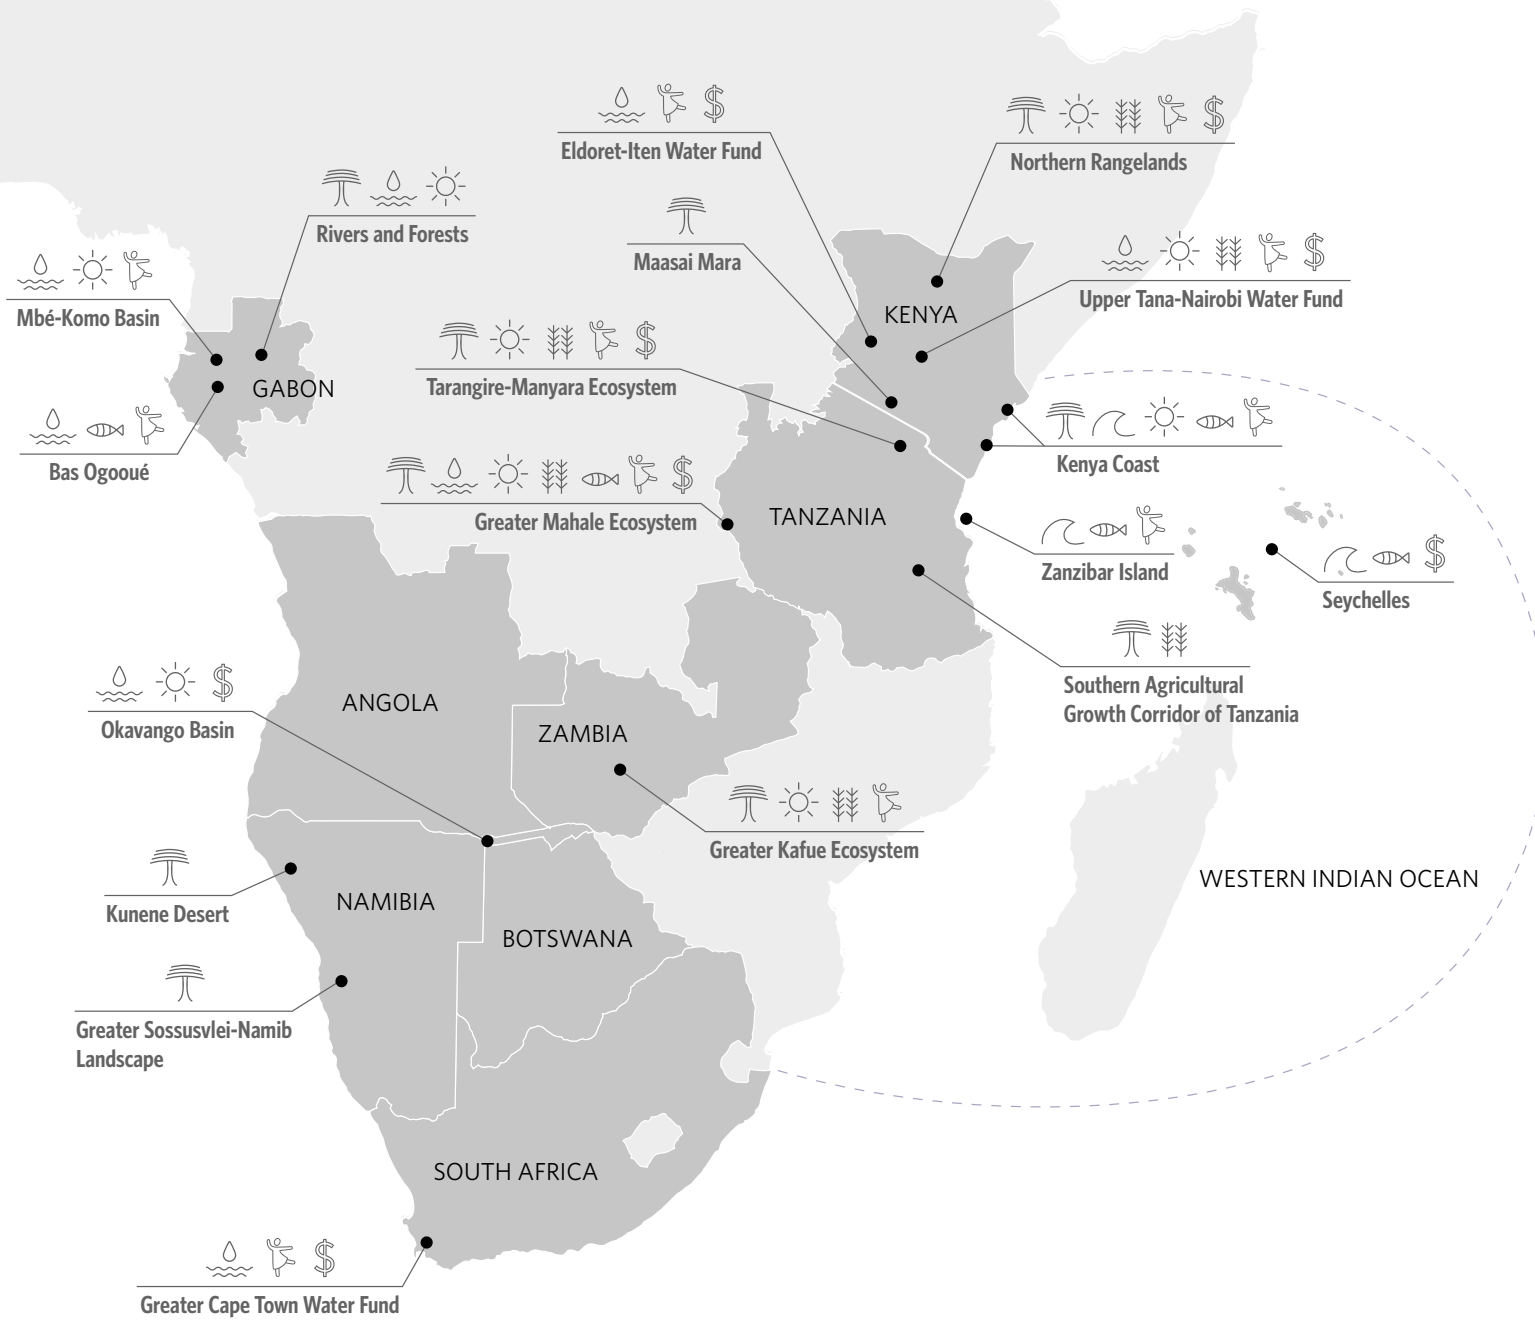 Eldoret-Iten Water Fund
Northern Rangelands
Rivers and Forests
Maasai Mara
Mbé-Komo Basin
Upper Tana-Nairobi Water Fund
KENYA
Tarangire-Manyara Ecosystem
GABON
Bas Ogooué
Kenya Coast
Greater Mahale Ecosystem
TANZANIA
Zanzibar Island
Seychelles
Southern Agricultural
Growth Corridor of Tanzania
ANGOLA
Okavango Basin
ZAMBIA
Greater Kafue Ecosystem
WESTERN INDIAN OCEAN
Kunene Desert
NAMIBIA
BOTSWANA
Greater Sossusvlei-Namib
Landscape
SOUTH AFRICA
Greater Cape Town Water Fund